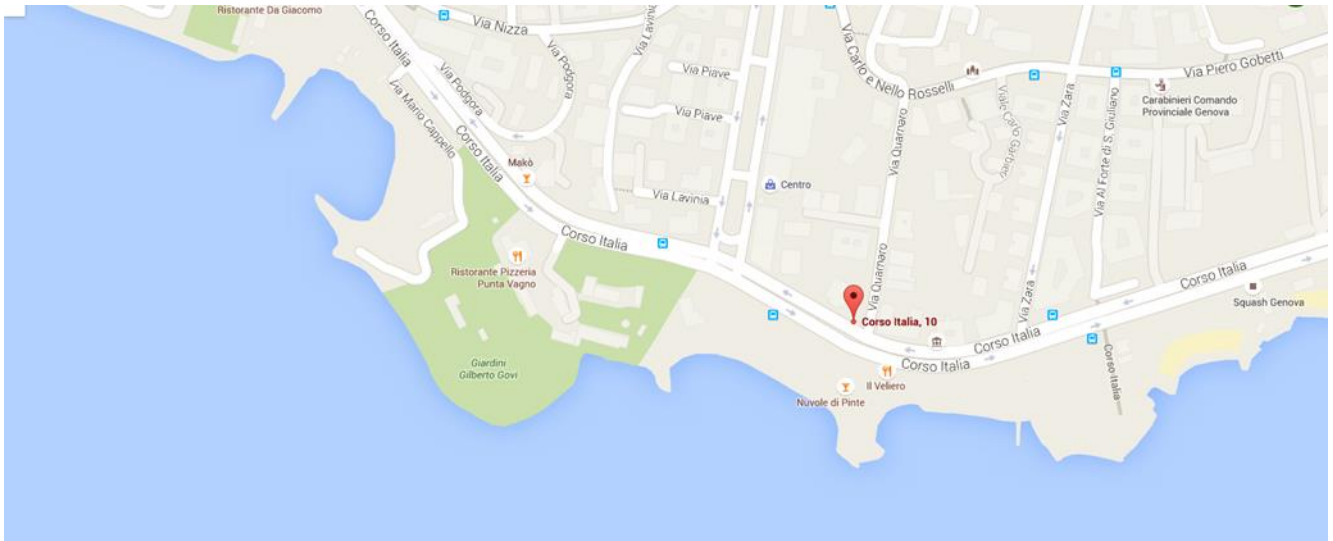 Ristorante Da Giacomo
Via Nizza
Corso Italia
Via Podgora
Via Podgora
Via Mario Cappello
Via Lavinia
Via Piave
Via Piave
Via Carlo e Nello Rosselli
Via Piero Gobetti
Carabinieri Comando
Provinciale Genova
Corso Italia
Makò
Via Lavinia
Centro
Via Quarnaro
Viale Carlo Garbieri
Via Zara
Via Al Forte di S. Giuliano
Corso Italia
Ristorante Pizzeria
Punta Vagno
Via Quarnaro
Via Zara
Corso Italia
Squash Genova
Corso Italia, 10
Corso Italia
Corso Italia
Corso Italia
Giardini
Gilberto Govi
Il Veliero
Nuvole di Pinte